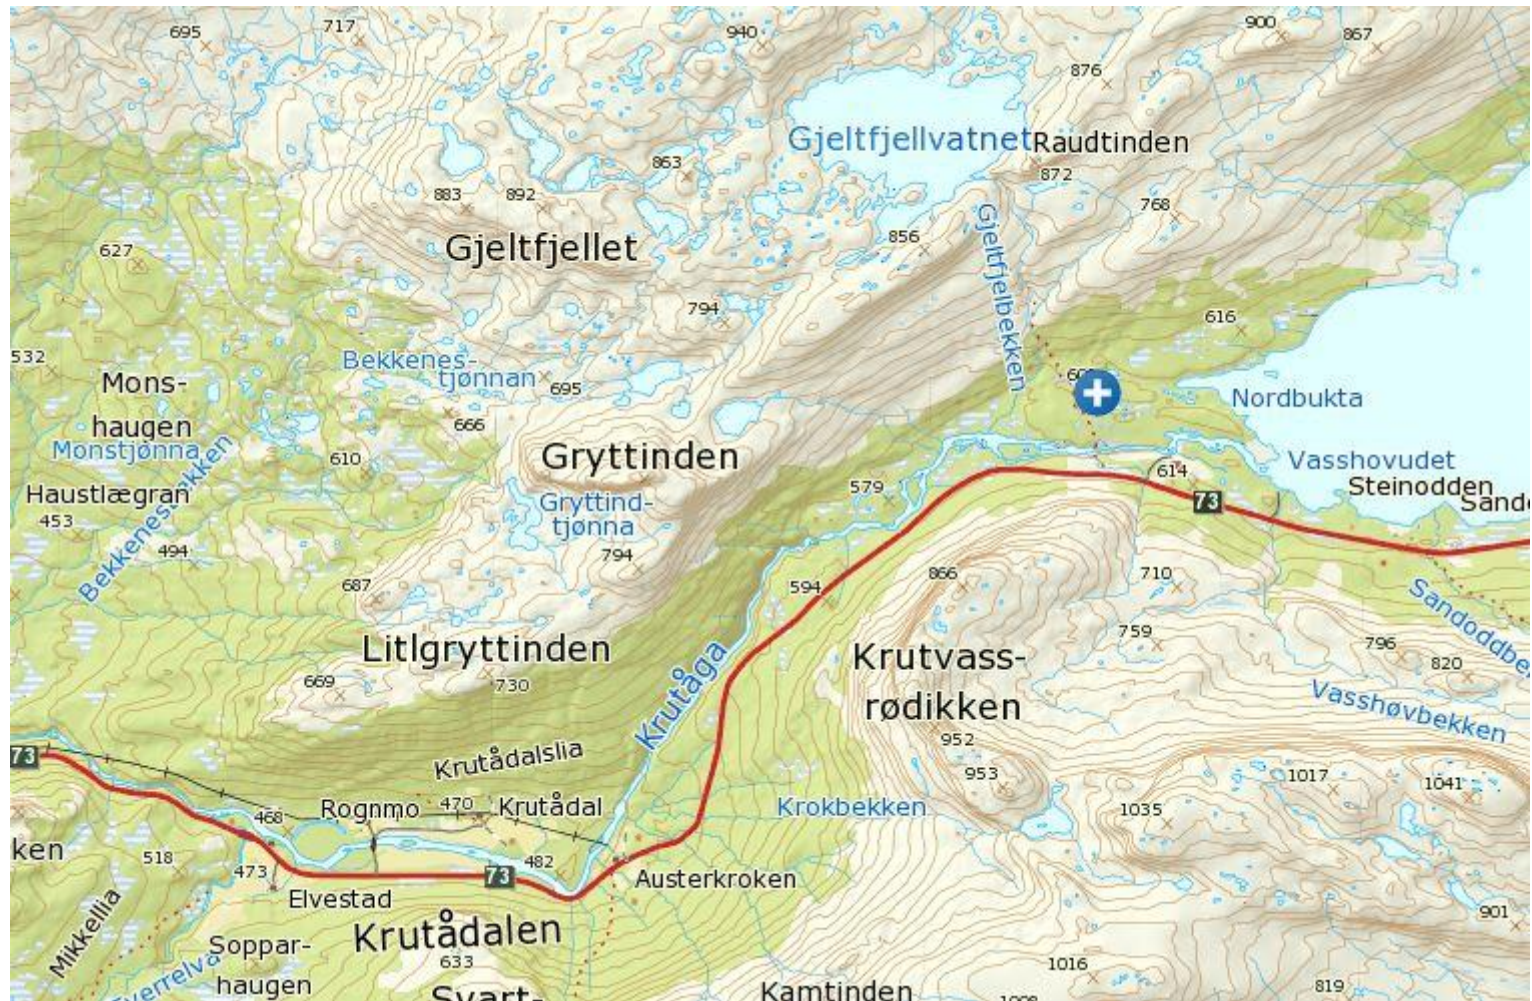 695
717
940
900
867
876
Gjeltfjellvatnet
Raudtinden
863
872
883
892
768
Gjeltfjelbekken
856
Gjeltfjellet
627
794
616
532
Bekkenes-
tjønnan
695
Mons-
haugen
666
Nordbukta
Monstjønna
Bekkenesbekken
610
Gryttinden
Vasshovudet
614
Steinodden
Haustlægran
579
73
453
Gryttind-
tjønna
494
794
687
594
866
710
Sandoddbe
759
796
820
Litlgryttinden
Krutvass-
rødikken
669
730
Krutåga
Vasshøvbekken
952
73
Krutådalslia
953
1017
1041
Rognmo
470
Krutådal
Krokbekken
1035
468
ken
518
473
482
73
Austerkroken
Elvestad
901
Mikkellia
Krutådalen
Soppar-
haugen
633
1016
819
Svart-
Kamtinden